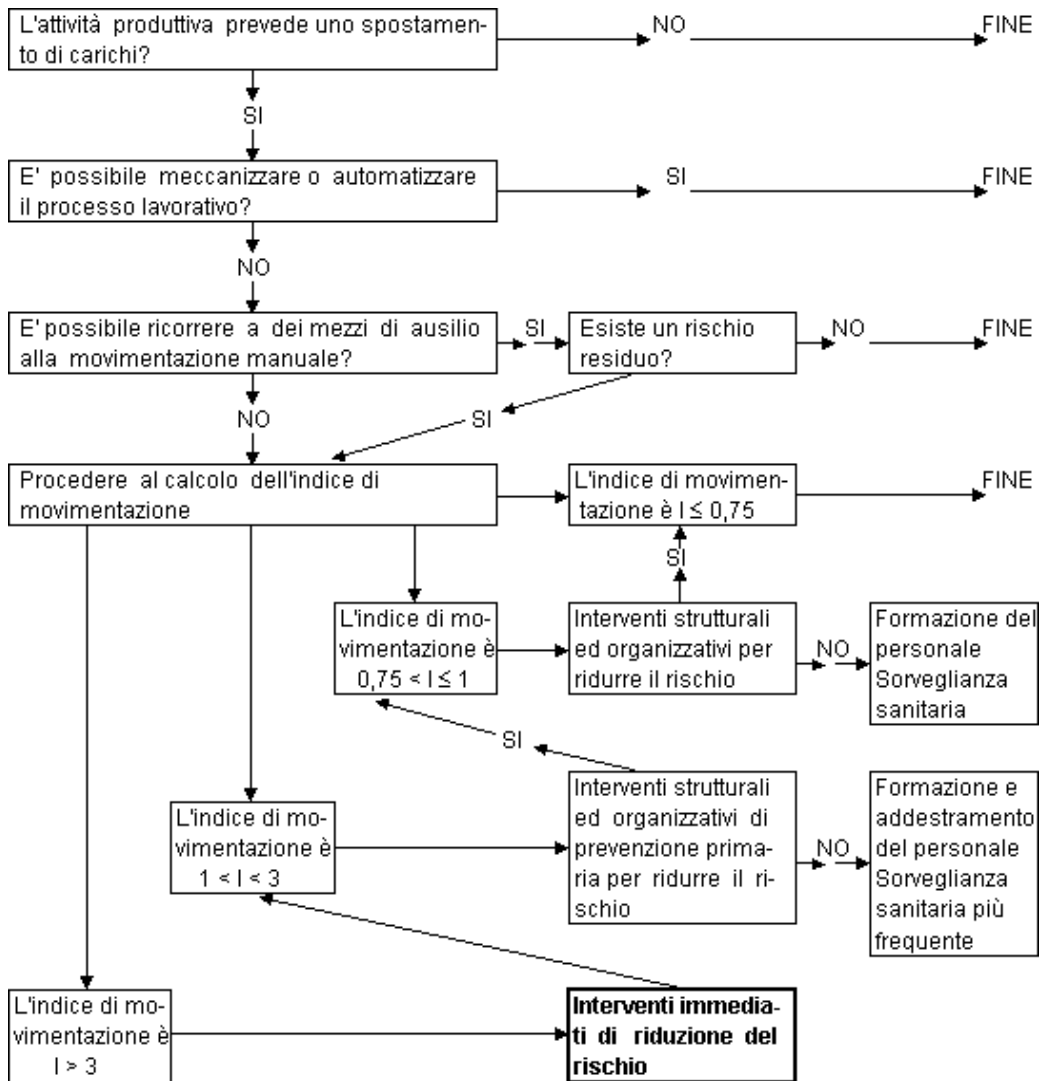 L'attività produttiva prevede uno spostamen-
to di carichi?
NO
FINE
SI
E' possibile meccanizzare o automatizzare
il processo lavorativo?
SI
FINE
NO
E' possibile ricorrere a dei mezzi di ausilio
alla movimentazione manuale?
SI
Esiste un rischio
residuo?
NO
FINE
NO
SI
Procedere al calcolo dell'indice di
movimentazione
L'indice di movimen-
tazione è I ≤ 0,75
FINE
SI
L'indice di mo-
vimentazione è
0,75 < I ≤ 1
Interventi strutturali
ed organizzativi per
ridurre il rischio
NO
Formazione del
personale
Sorveglianza
sanitaria
SI
L'indice di mo-
vimentazione è
1 < I < 3
Interventi strutturali
ed organizzativi di
prevenzione prima-
ria per ridurre il ri-
schio
NO
Formazione e
addestramento
del personale
Sorveglianza
sanitaria più
frequente
L'indice di mo-
vimentazione è
I > 3
Interventi immedia-
ti di riduzione del
rischio